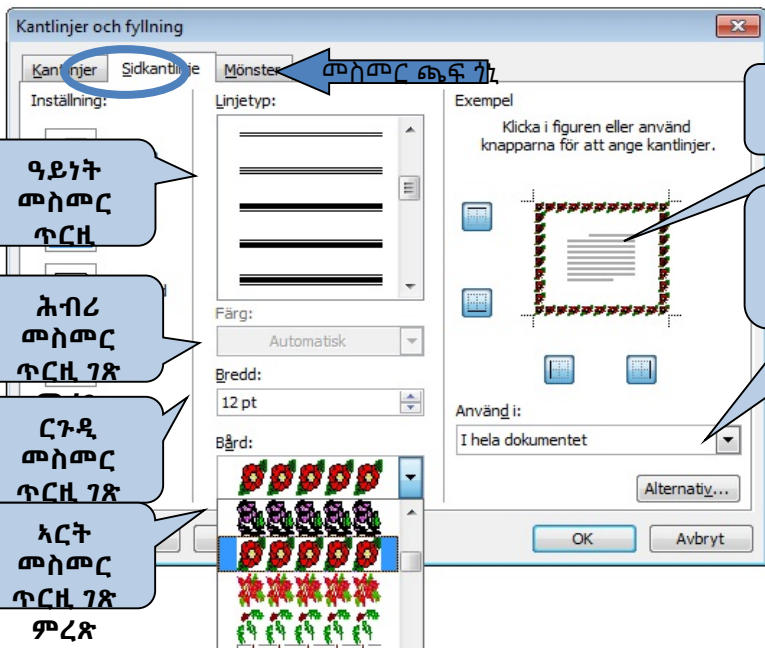 Kantlinjer och fyllning
Kantlinjer Sidkantlinje Mönster
መስመር ጫፍ ገጺ
Inställning:
ዓይነት
መስመር
ጥርዚ
ሕብሪ
መስመር
ጥርዚ ገጽ
ርጉዲ
መስመር
ጥርዚ ገጽ
ኣርት
መስመር
ጥርዚ ገጽ
ምረጽ
Linjetyp:
Färg:
Automatisk
Bredd:
12 pt
Bård:
Exempel
Klicka i figuren eller använd
knapparna för att ange kantlinjer.
Använd i:
I hela dokumentet
Alternativ...
OK Avbryt